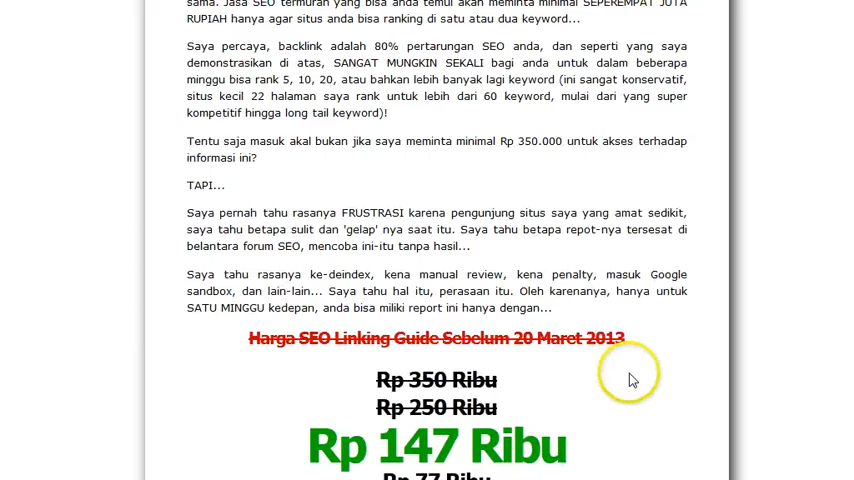 sama. Jasa SEO termurah yang bisa anda temui akan meminta minimal SEPEREMPAT JUTA
RUPIAH hanya agar situs anda bisa ranking di satu atau dua keyword...
Saya percaya, backlink adalah 80% pertarungan SEO anda, dan seperti yang saya
demonstrasikan di atas, SANGAT MUNGKIN SEKALI bagi anda untuk dalam beberapa
minggu bisa rank 5, 10, 20, atau bahkan lebih banyak lagi keyword (ini sangat konservatif,
situs kecil 22 halaman saya rank untuk lebih dari 60 keyword, mulai dari yang super
kompetitif hingga long tail keyword)!
Tentu saja masuk akal bukan jika saya meminta minimal Rp 350.000 untuk akses terhadap
informasi ini?
TAPI...
Saya pernah tahu rasanya FRUSTRASI karena pengunjung situs saya yang amat sedikit,
saya tahu betapa sulit dan 'gelap' nya saat itu. Saya tahu betapa repot-nya tersesat di
belantara forum SEO, mencoba ini-itu tanpa hasil...
Saya tahu rasanya ke-deindex, kena manual review, kena penalty, masuk Google
sandbox, dan lain-lain... Saya tahu hal itu, perasaan itu. Oleh karenanya, hanya untuk
SATU MINGGU kedepan, anda bisa miliki report ini hanya dengan...
Harga SEO Linking Guide Sebelum 20 Maret 2013
Rp 350 Ribu
Rp 250 Ribu
Rp 147 Ribu
Rp 77 Ribu